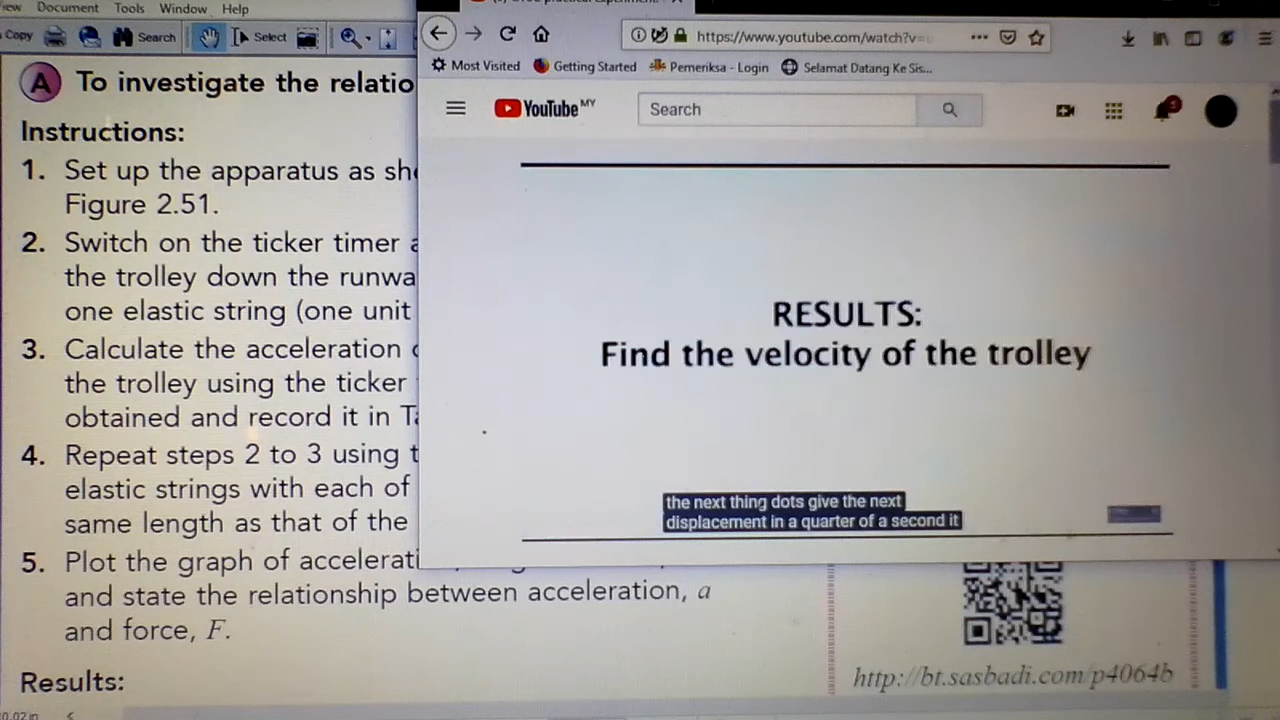 Document Tools Window Help
Copy Search Select
A To investigate the relatio
Instructions:
1. Set up the apparatus as
Figure 2.51.
2. Switch on the ticker timer
the trolley down the runwa
one elastic string (one unit
3. Calculate the acceleration
the trolley using the ticker
obtained and record it in
4. Repeat steps 2 to 3 using
elastic strings with each of
same length as that of the
5. Plot the graph of accelerati
and state the relationship between acceleration, a
and force, F.
Results:
https://www.youtube.com/watch?v=
Most Visited Getting Started Pemeriksa - Login Selamat Datang Ke Sis...
YouTube MY Search
RESULTS:
Find the velocity of the trolley
the next thing dots give the next
displacement in a quarter of a second it
http://bt.sasbadi.com/p4064b